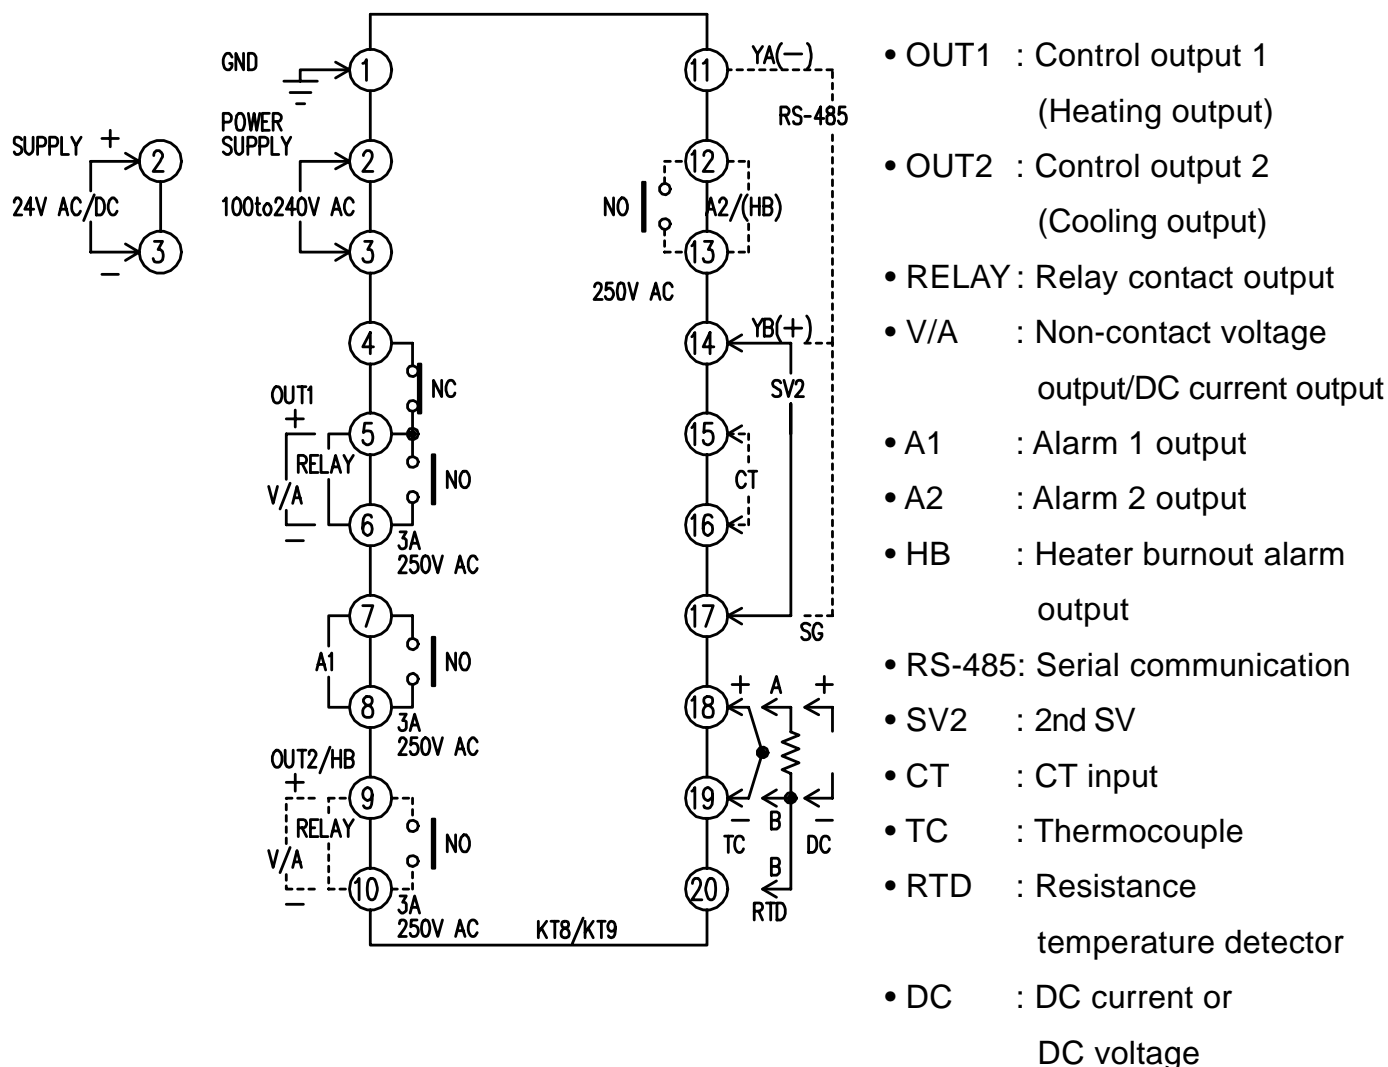 GND
1
SUPPLY +
2
24V AC/DC
3
−
POWER
SUPPLY
2
100to240V AC
3
4
NC
OUT1
+
5
RELAY
NO
V/A
6
−
3A
250V AC
7
A1
NO
8
3A
250V AC
OUT2/HB
+
9
RELAY
NO
V/A
10
−
3A
250V AC
KT8/KT9
11
YA(−)
RS-485
12
NO
A2/(HB)
13
250V AC
14
YB(+)
SV2
15
CT
16
17
SG
18
+ A +
19
− B −
TC DC
20
B
RTD
• OUT1 : Control output 1
(Heating output)
• OUT2 : Control output 2
(Cooling output)
• RELAY : Relay contact output
• V/A : Non-contact voltage
output/DC current output
• A1 : Alarm 1 output
• A2 : Alarm 2 output
• HB : Heater burnout alarm
output
• RS-485: Serial communication
• SV2 : 2nd SV
• CT : CT input
• TC : Thermocouple
• RTD : Resistance
temperature detector
• DC : DC current or
DC voltage